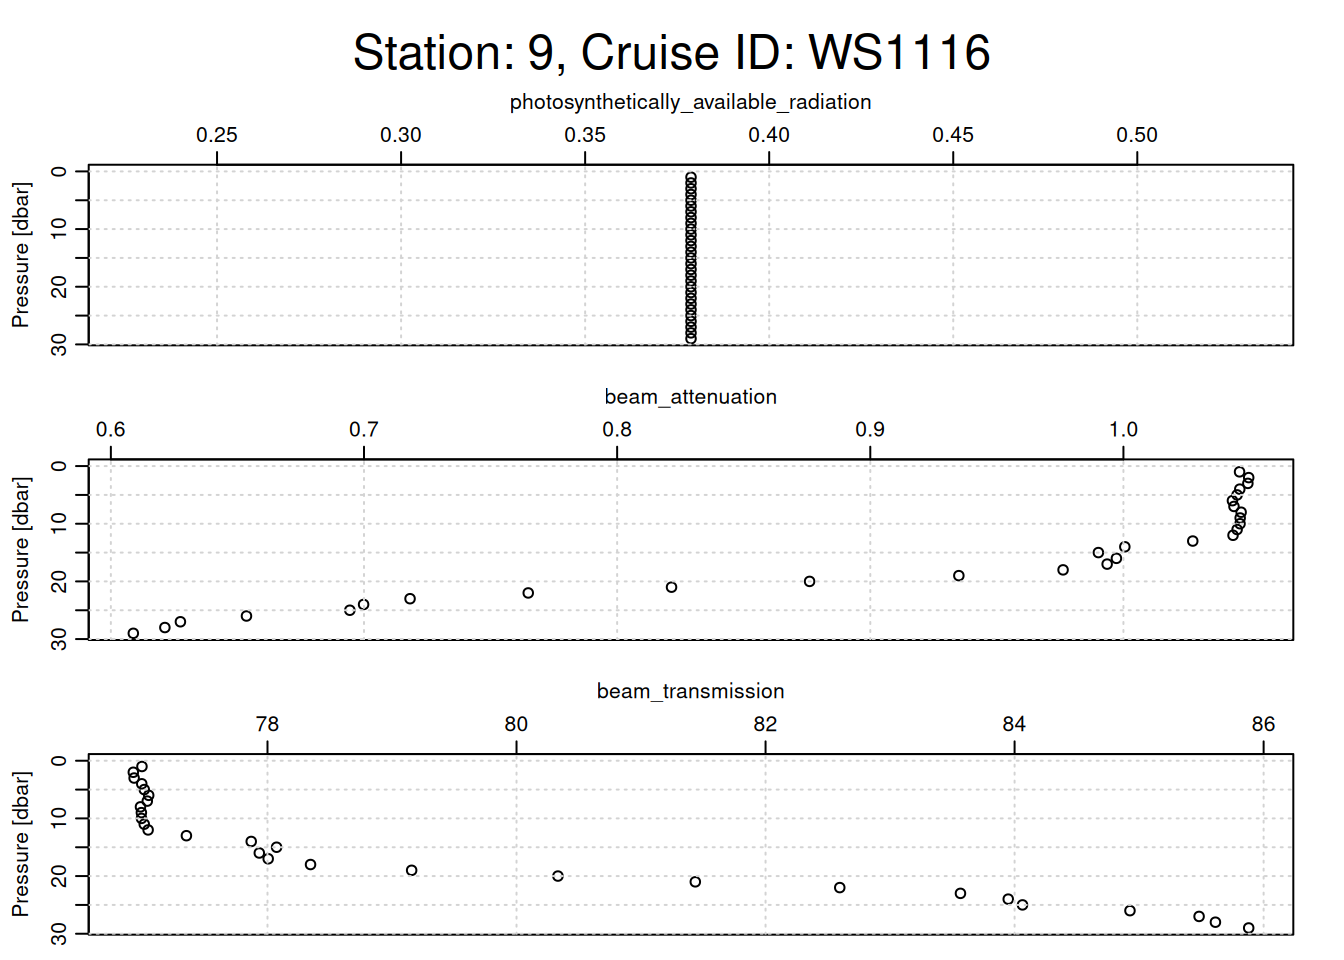 Station: 9, Cruise ID: WS1116
photosynthetically_available_radiation
0.25 0.30 0.35 0.40 0.45 0.50
Pressure [dbar]
0 10 20 30
beam_attenuation
0.6 0.7 0.8 0.9 1.0
Pressure [dbar]
0 10 20 30
beam_transmission
78 80 82 84 86
Pressure [dbar]
0 10 20 30